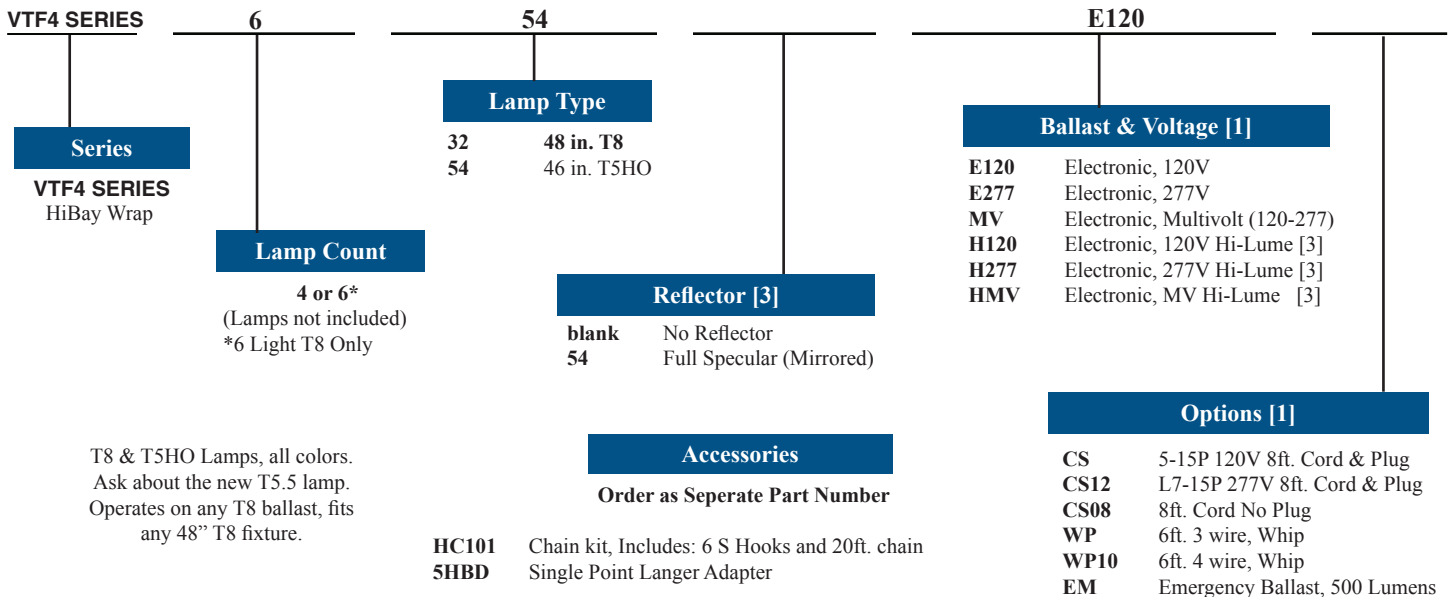 VTF4 SERIES 6 54 E120
Series
VTF4 SERIES
HiBay Wrap
Lamp Count
4 or 6*
(Lamps not included)
*6 Light T8 Only
Lamp Type
32 48 in. T8
54 46 in. T5HO
Reflector [3]
blank No Reflector
54 Full Specular (Mirrored)
Ballast & Voltage [1]
E120 Electronic, 120V
E277 Electronic, 277V
MV Electronic, Multivolt (120-277)
H120 Electronic, 120V Hi-Lume [3]
H277 Electronic, 277V Hi-Lume [3]
HMV Electronic, MV Hi-Lume [3]
Options [1]
CS 5-15P 120V 8ft. Cord & Plug
CS12 L7-15P 277V 8ft. Cord & Plug
CS08 8ft. Cord No Plug
WP 6ft. 3 wire, Whip
WP10 6ft. 4 wire, Whip
EM Emergency Ballast, 500 Lumens
T8 & T5HO Lamps, all colors.
Ask about the new T5.5 lamp.
Operates on any T8 ballast, fits
any 48” T8 fixture.
Accessories
Order as Seperate Part Number
HC101 Chain kit, Includes: 6 S Hooks and 20ft. chain
5HBD Single Point Langer Adapter